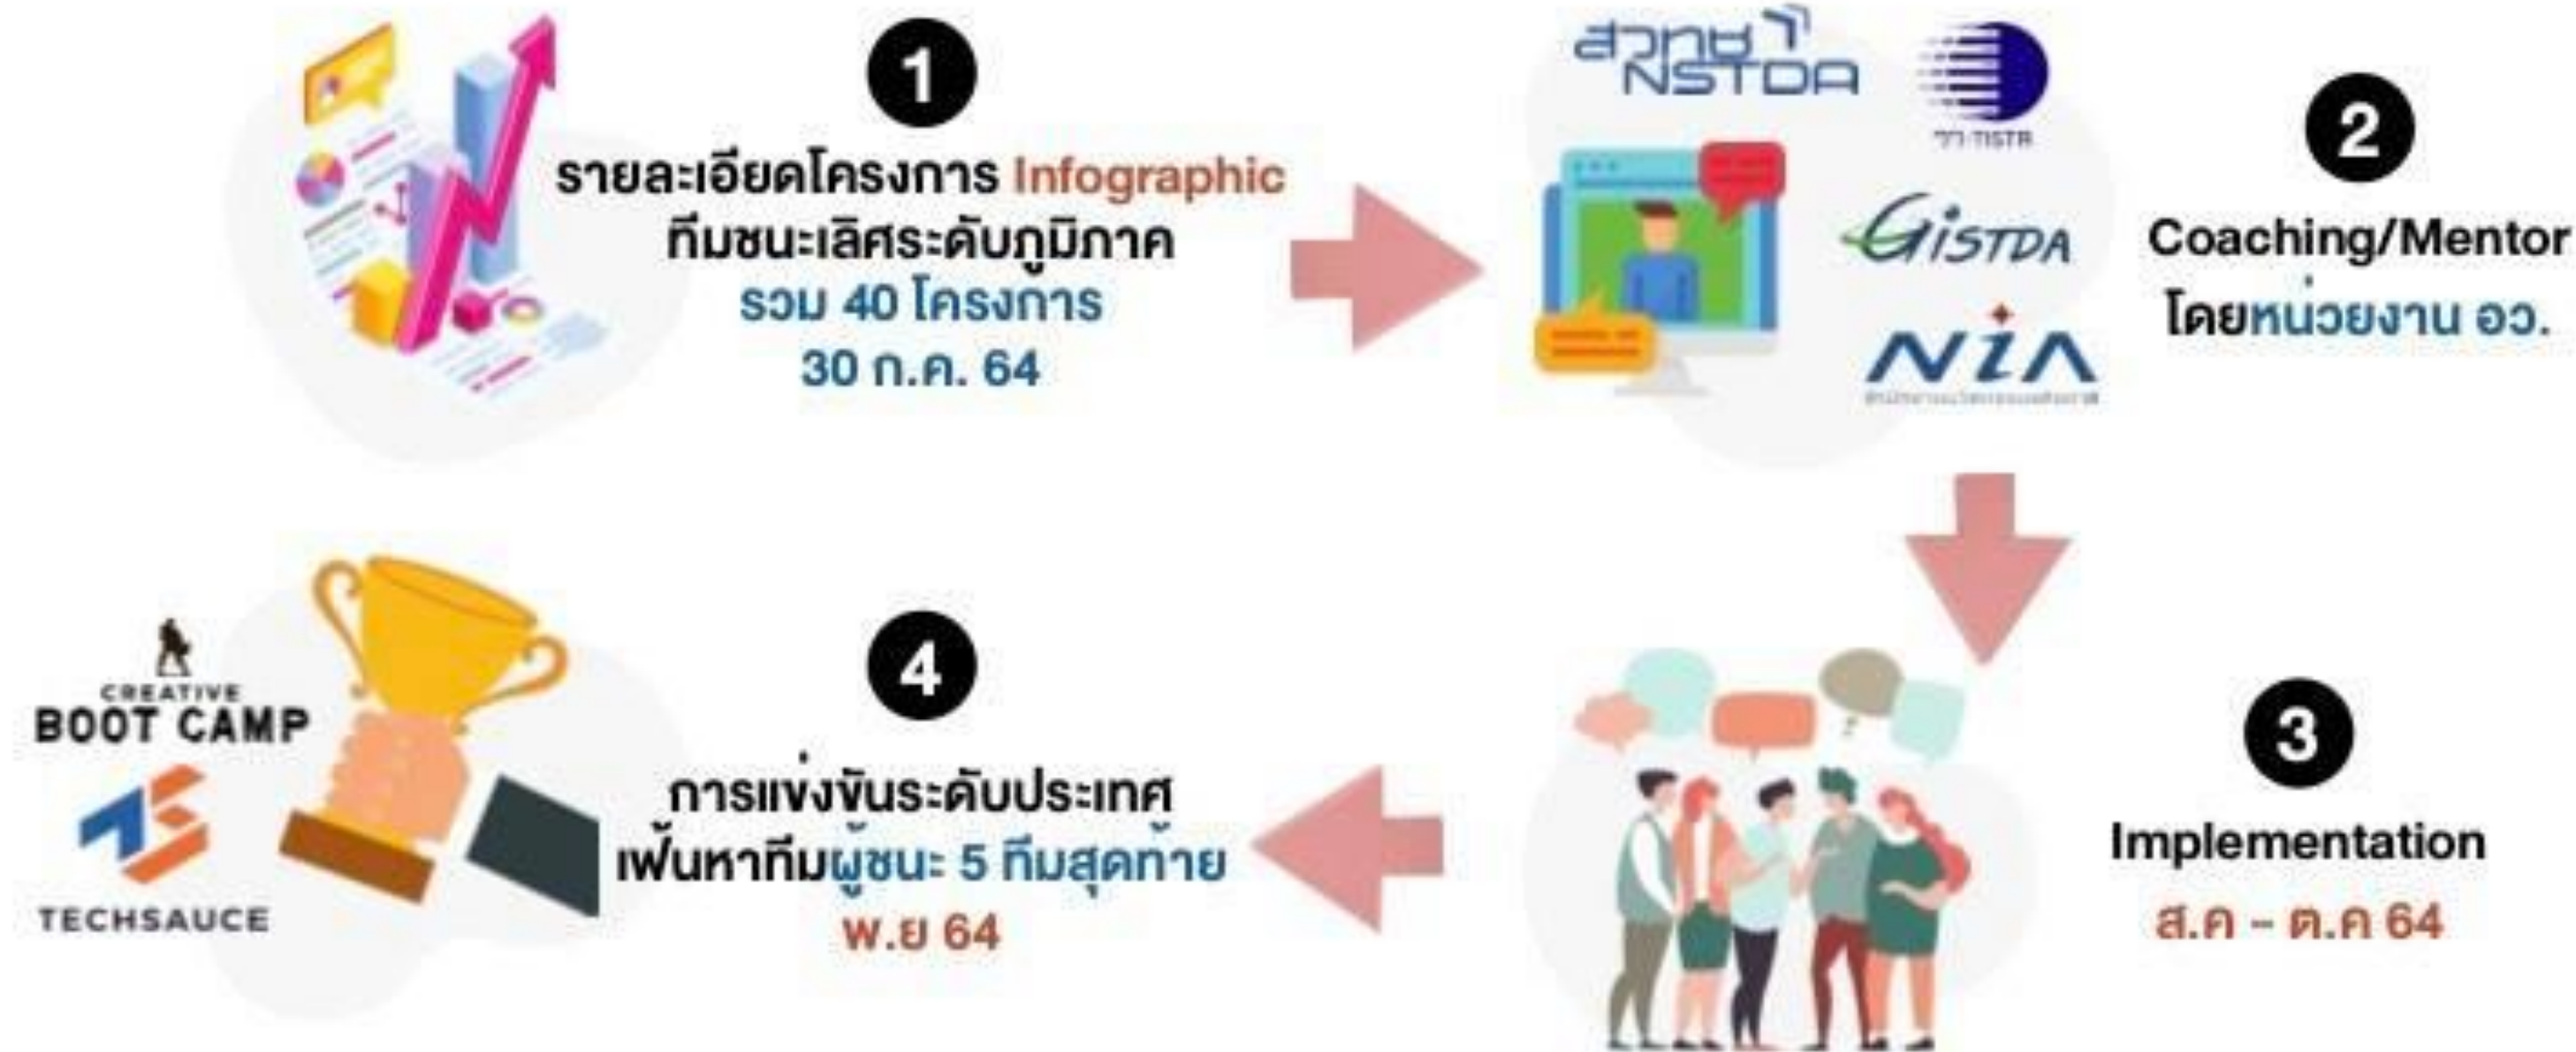 1
รายละเอียดโครงการ Infographic
ทีมชนะเลิศระดับภูมิภาค
รวม 40 โครงการ
30 ก.ค. 64
สวทช
NSTDA
วว. TISTR
GISTDA
NiA
2
Coaching/Mentor
โดยหน่วยงาน อว.
3
Implementation
ส.ค - ต.ค 64
4
การแข่งขันระดับประเทศ
เฟ้นหาทีมผู้ชนะ 5 ทีมสุดท้าย
พ.ย 64
CREATIVE
BOOT CAMP
TECHSAUCE